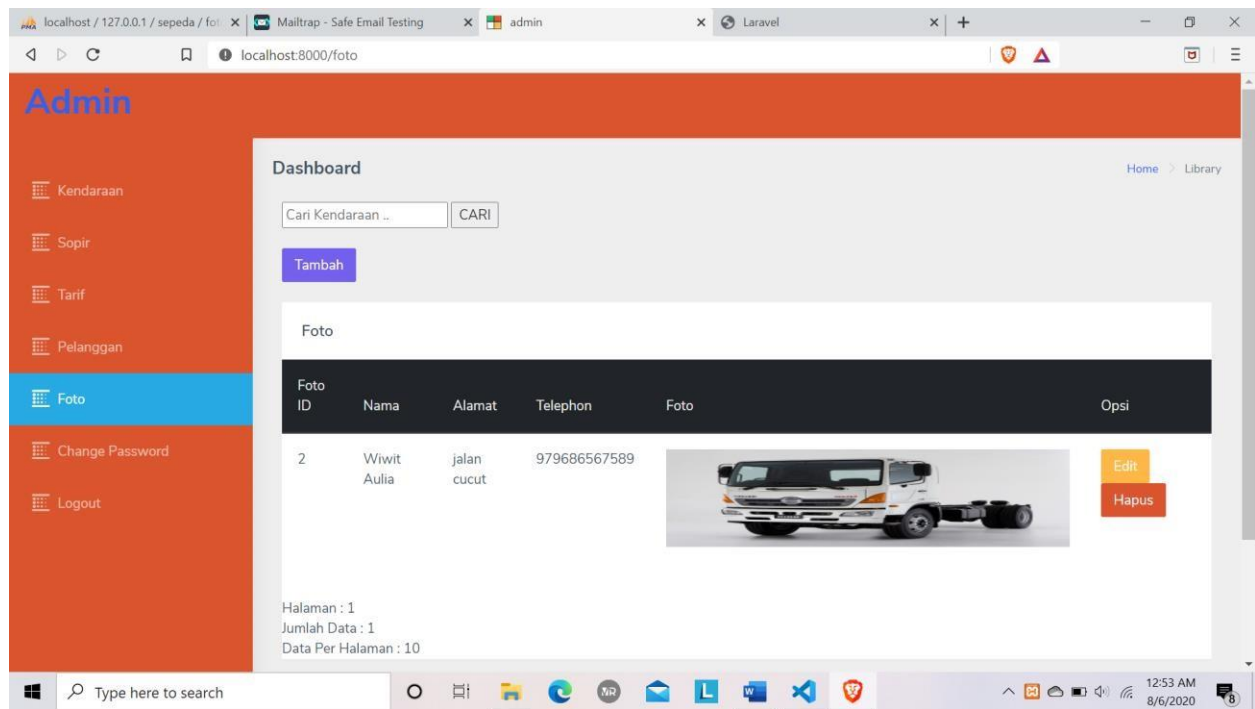 localhost / 127.0.0.1 / sepeda / fot
Mailtrap - Safe Email Testing
admin
Laravel
localhost:8000/foto
Admin
Kendaraan
Sopir
Tarif
Pelanggan
Foto
Change Password
Logout
Dashboard
Home > Library
Cari Kendaraan ..
CARI
Tambah
Foto
Foto ID Nama Alamat Telephon Foto Opsi
2 Wiwit Aulia jalan cucut 979686567589
Edit
Hapus
Halaman : 1
Jumlah Data : 1
Data Per Halaman : 10
Type here to search
12:53 AM
8/6/2020